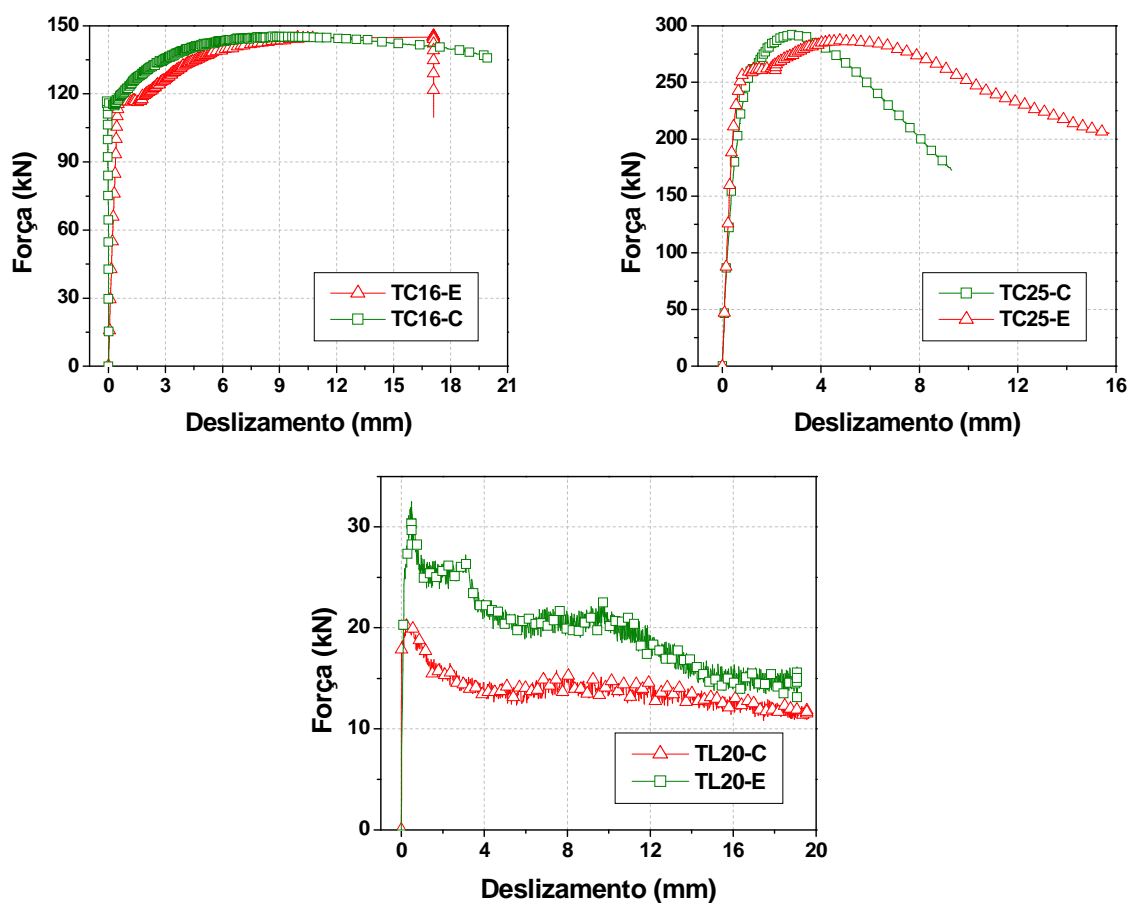 150
120
90
60
30
0
Força (kN)
TC16-E
TC16-C
0 3 6 9 12 15 18 21
Deslizamento (mm)
300
250
200
150
100
50
0
Força (kN)
TC25-C
TC25-E
0 4 8 12 16
Deslizamento (mm)
30
20
10
0
Força (kN)
TL20-C
TL20-E
0 4 8 12 16 20
Deslizamento (mm)